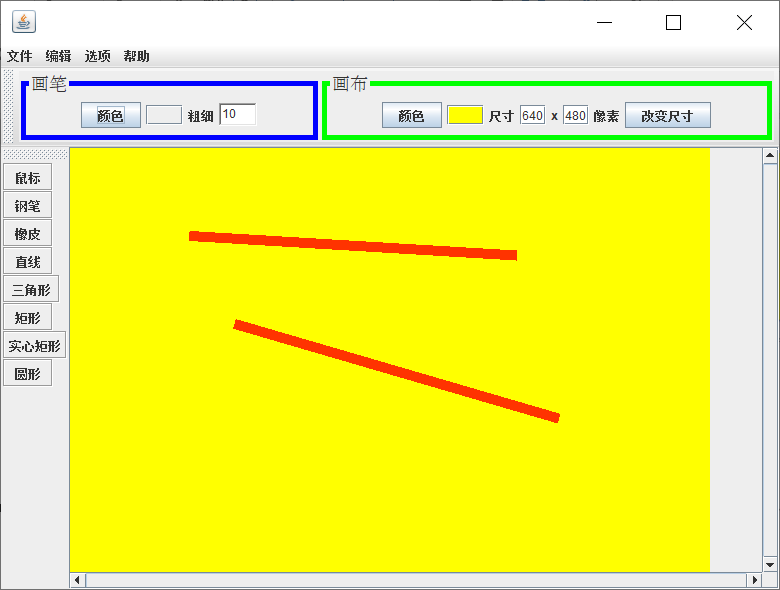 文件 编辑 选项 帮助
画笔 画布
颜色 粗细 10 颜色 尺寸 640 x 480 像素 改变尺寸
鼠标
钢笔
橡皮
直线
三角形
矩形
实心矩形
圆形